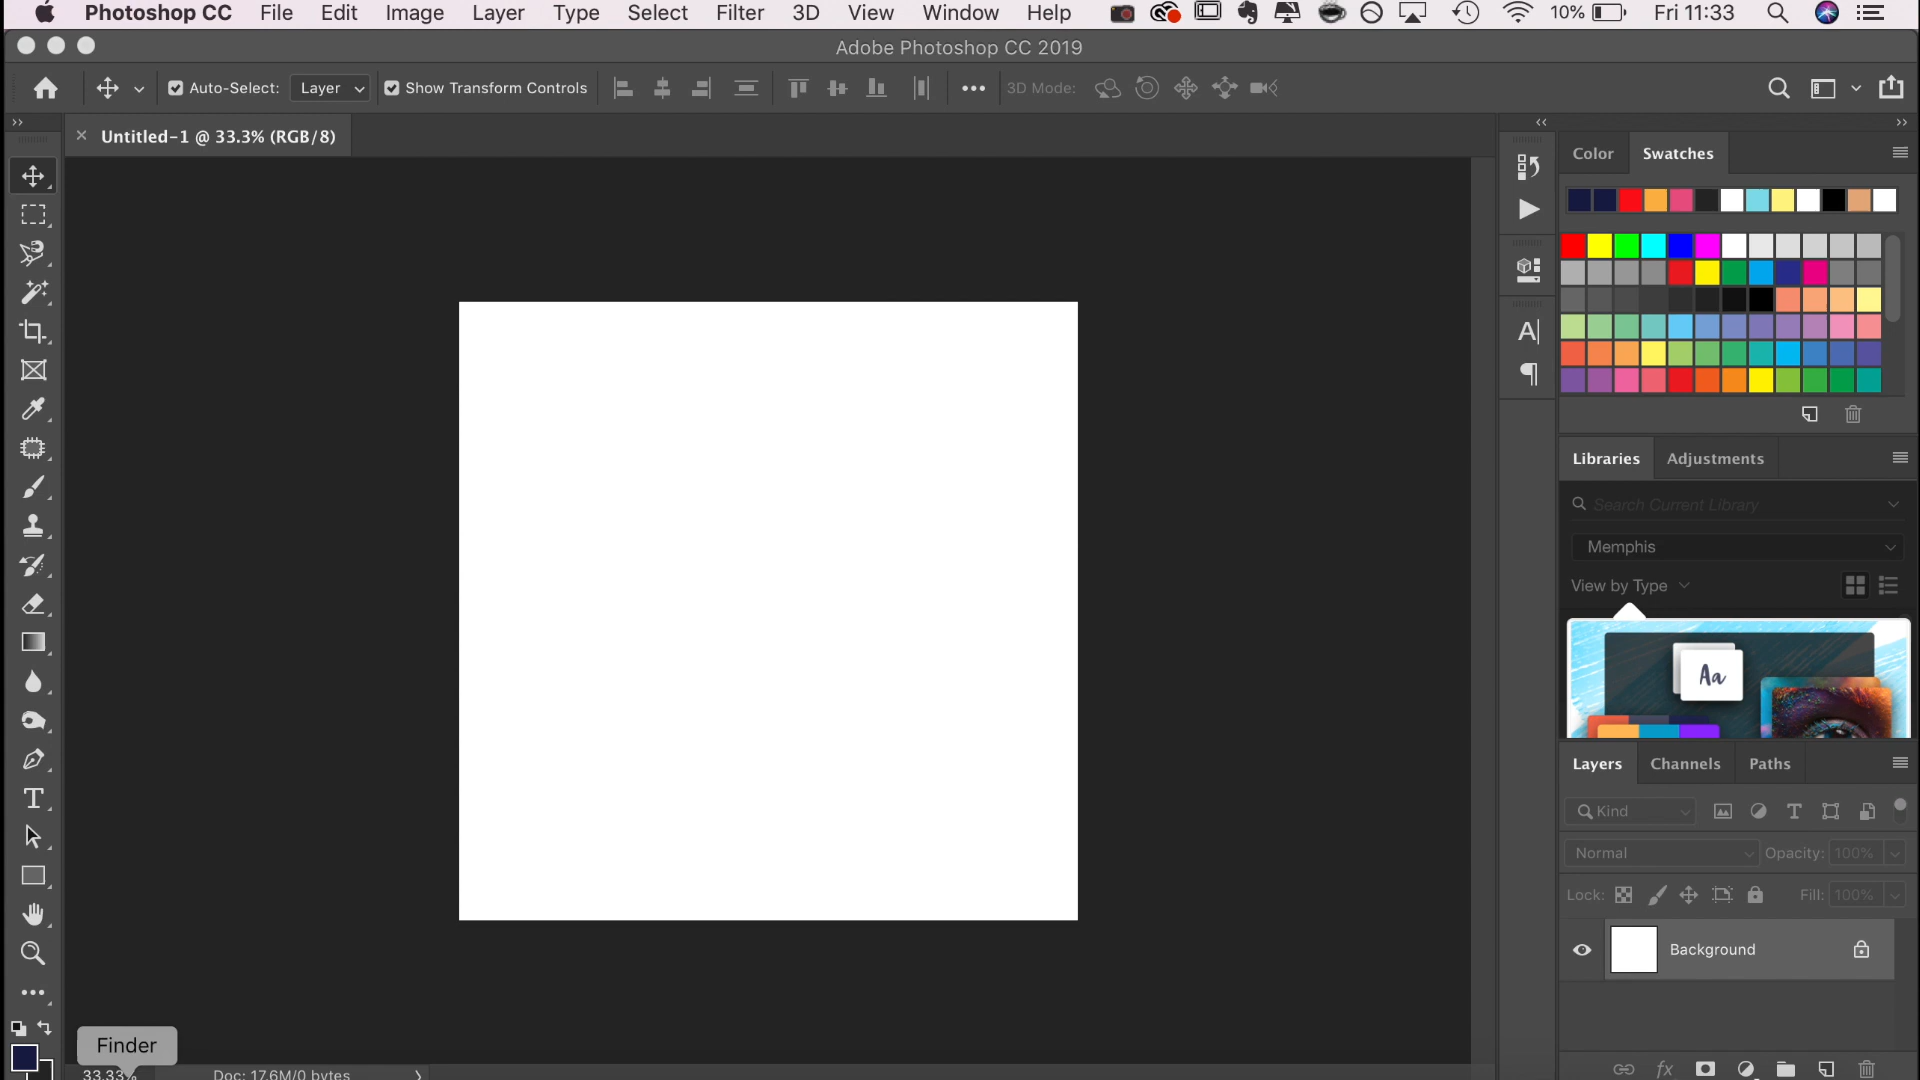 Photoshop CC File Edit Image Layer Type Select Filter 3D View Window Help 10% Fri 11:33
Adobe Photoshop CC 2019
Auto-Select: Layer Show Transform Controls 3D Mode:
Untitled-1 @ 33.3% (RGB/8)
Color Swatches
A
Libraries Adjustments
Search Current Library
Memphis
View by Type
Aa
Layers Channels Paths
Kind
Normal Opacity: 100%
Lock: Fill: 100%
Background
Finder
33.33% Doc: 17.6M/0 bytes
fx